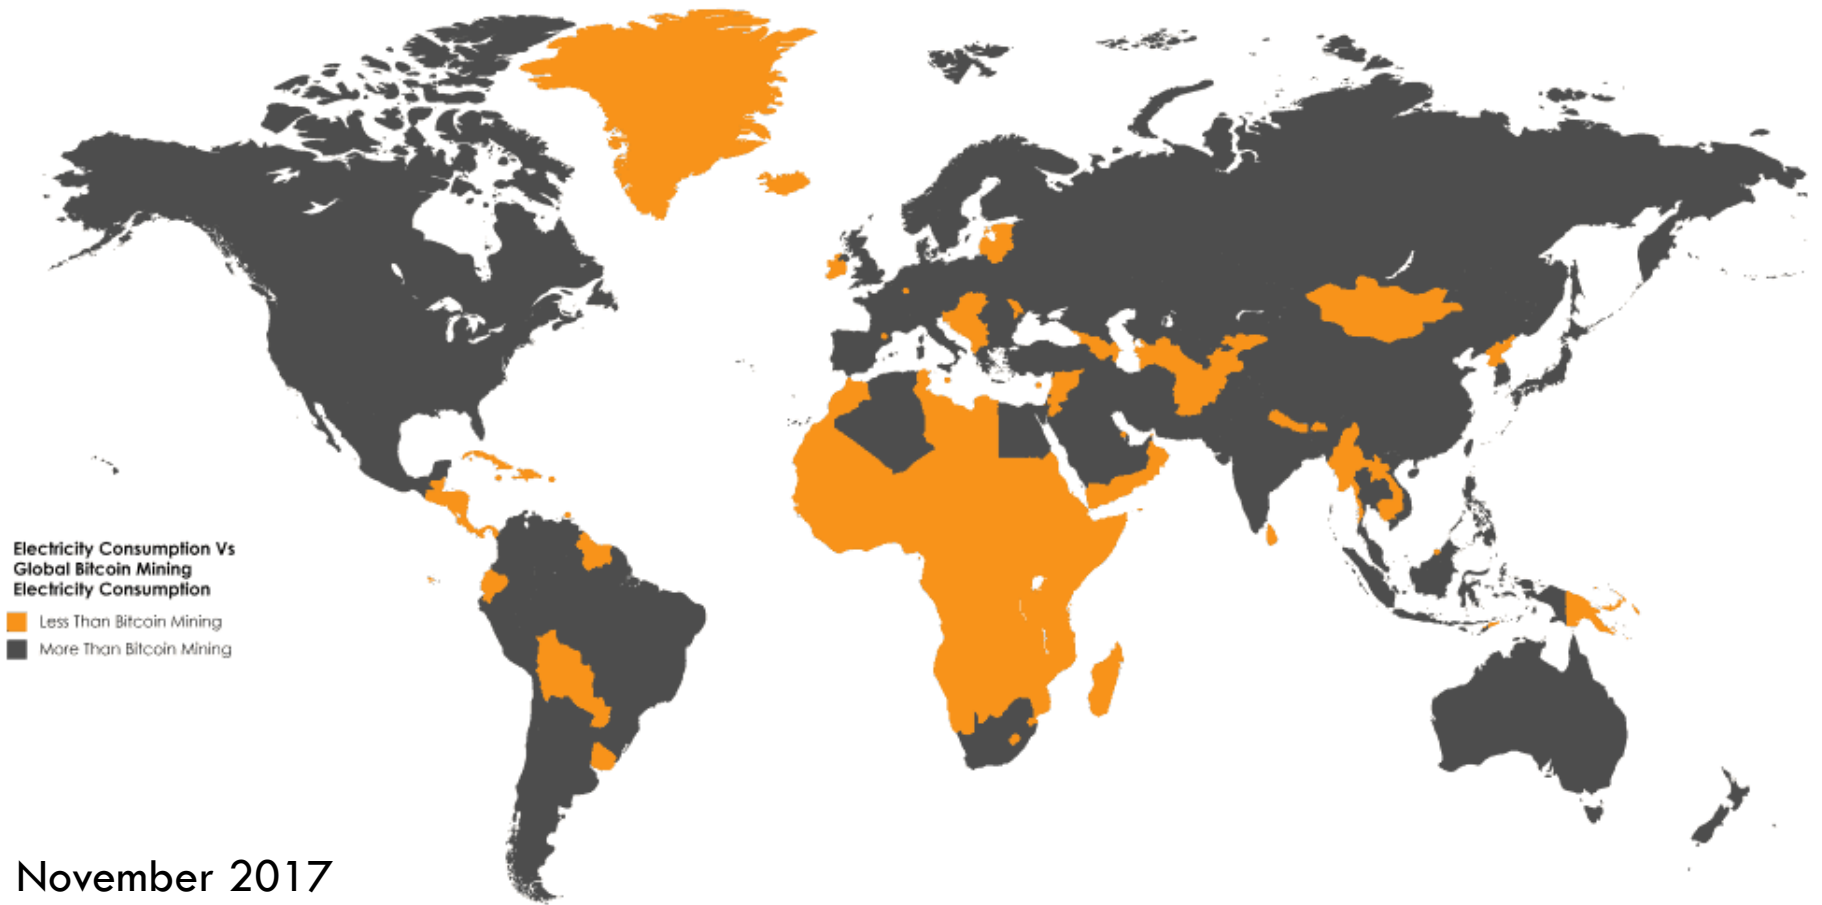 Electricity Consumption Vs
Global Bitcoin Mining
Electricity Consumption
Less Than Bitcoin Mining
More Than Bitcoin Mining
November 2017